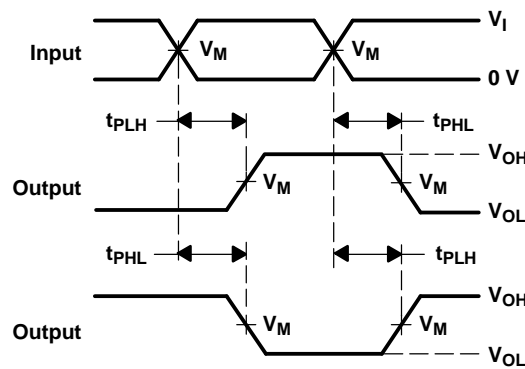 V_I
Input
V_M
V_M
0 V
t_PLH
t_PHL
V_OH
Output
V_M
V_M
V_OL
t_PHL
t_PLH
V_OH
Output
V_M
V_M
V_OL